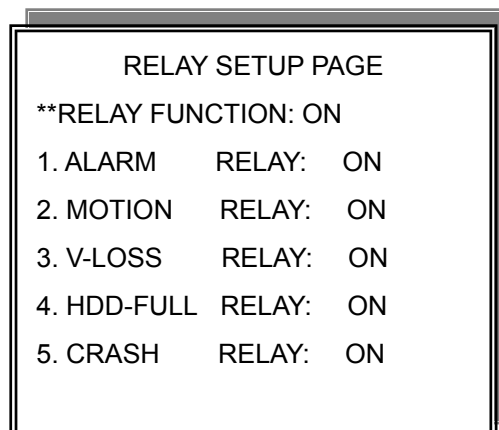 RELAY SETUP PAGE
**RELAY FUNCTION: ON
1. ALARM RELAY: ON
2. MOTION RELAY: ON
3. V-LOSS RELAY: ON
4. HDD-FULL RELAY: ON
5. CRASH RELAY: ON